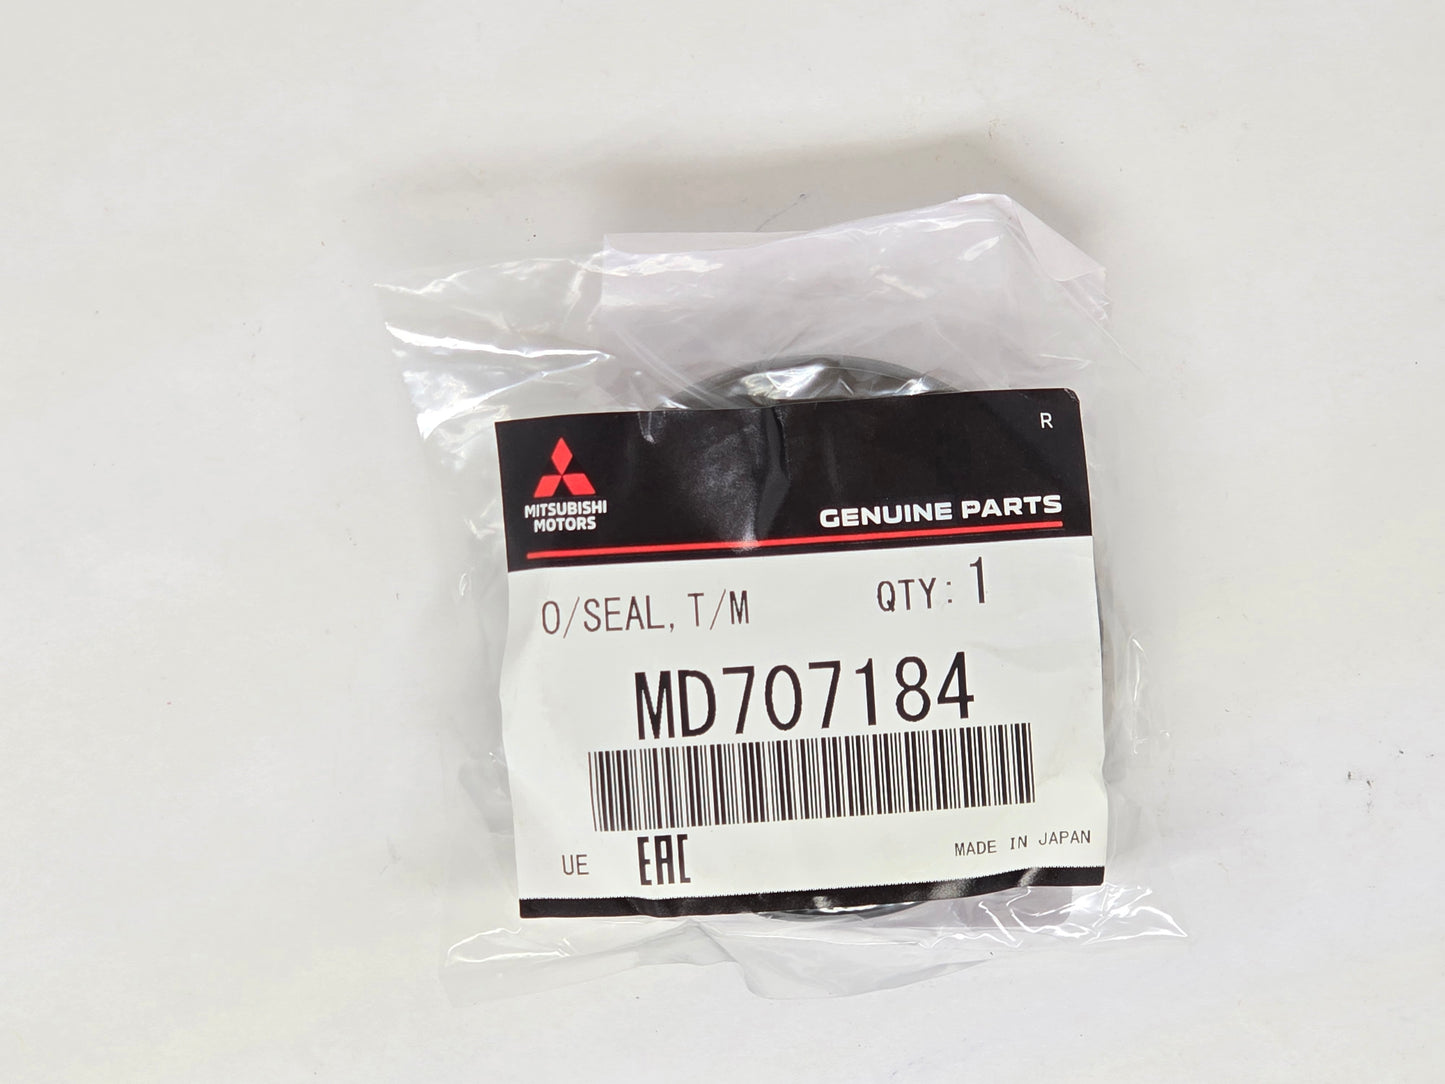 R
MITSUBISHI
MOTORS
GENUINE PARTS
O/SEAL, T/M QTY: 1
MD707184
UE EAC MADE IN JAPAN